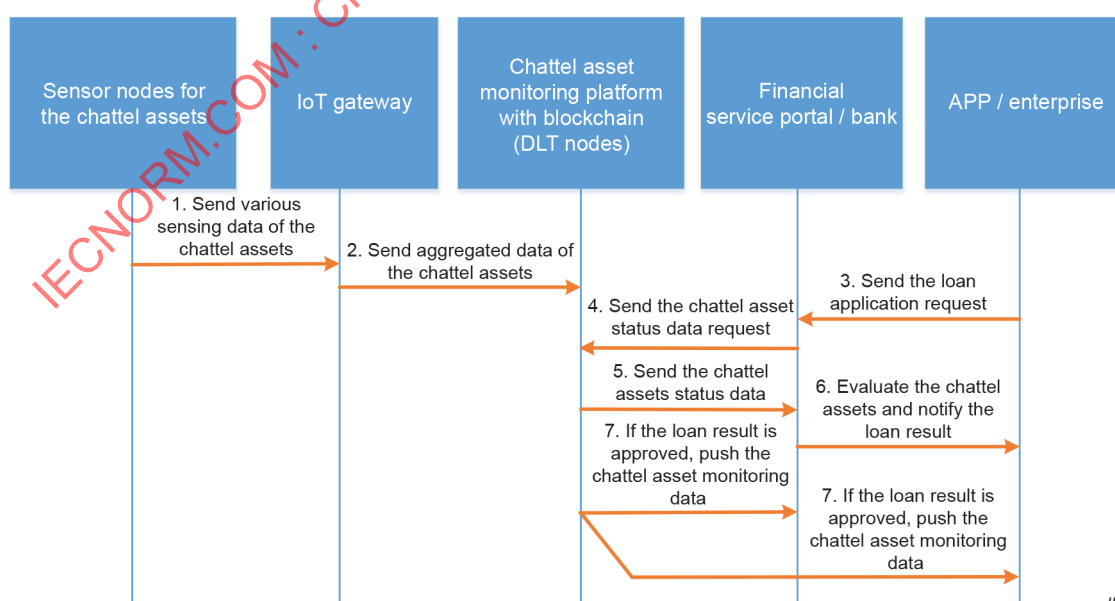 Sensor nodes for
the chattel assets
IoT gateway
Chattel asset
monitoring platform
with blockchain
(DLT nodes)
Financial
service portal / bank
APP / enterprise
IECNORM.COM : C
1. Send various
sensing data of the
chattel assets
2. Send aggregated data of
the chattel assets
3. Send the loan
application request
4. Send the chattel asset
status data request
5. Send the chattel
assets status data
6. Evaluate the chattel
assets and notify the
loan result
7. If the loan result is
approved, push the
chattel asset monitoring
data
7. If the loan result is
approved, push the
chattel asset monitoring
data